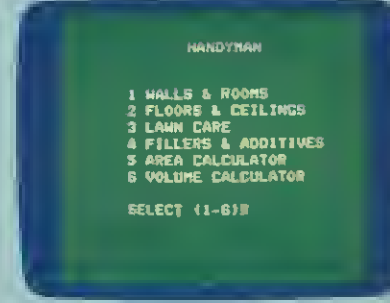 HANDYMAN
1 WALLS & ROOMS
2 FLOORS & CEILINGS
3 LAWN CARE
4 FILLERS & ADDITIVES
5 AREA CALCULATOR
6 VOLUME CALCULATOR
SELECT (1-6)